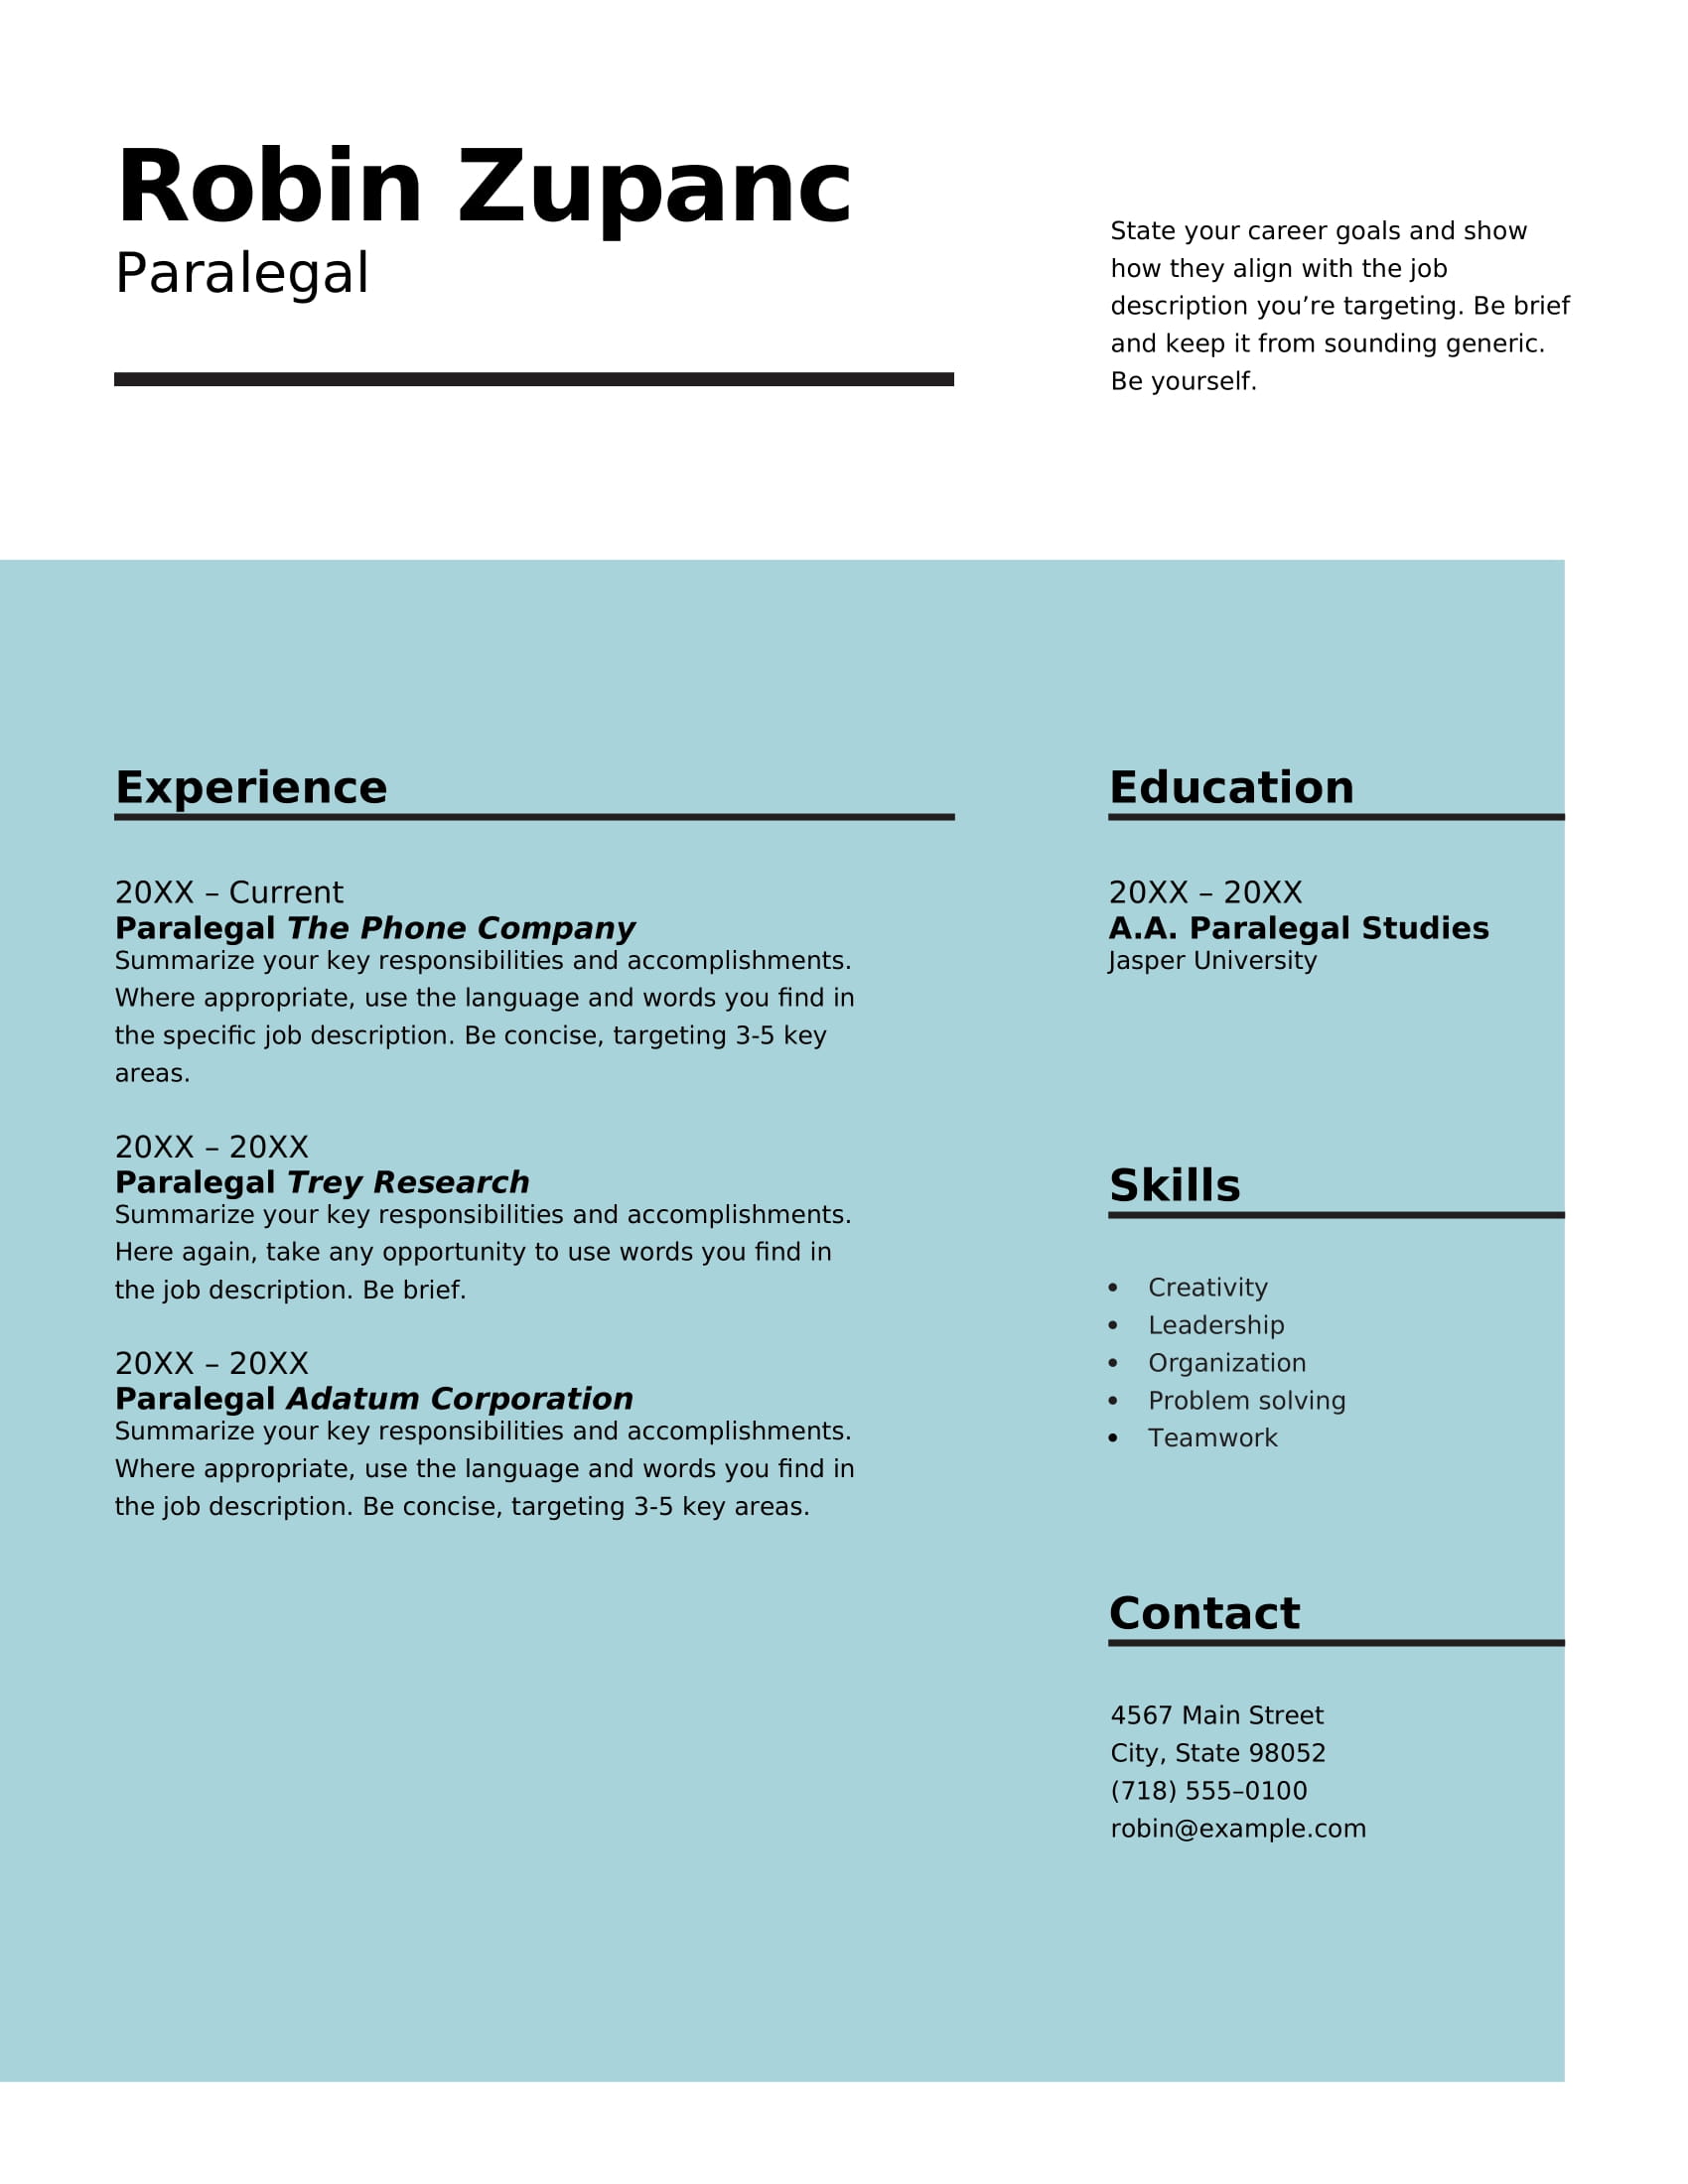 Robin Zupanc
Paralegal
State your career goals and show
how they align with the job
description you’re targeting. Be brief
and keep it from sounding generic.
Be yourself.
Experience
20XX – Current
Paralegal The Phone Company
Summarize your key responsibilities and accomplishments.
Where appropriate, use the language and words you find in
the specific job description. Be concise, targeting 3-5 key
areas.
20XX – 20XX
Paralegal Trey Research
Summarize your key responsibilities and accomplishments.
Here again, take any opportunity to use words you find in
the job description. Be brief.
20XX – 20XX
Paralegal Adatum Corporation
Summarize your key responsibilities and accomplishments.
Where appropriate, use the language and words you find in
the job description. Be concise, targeting 3-5 key areas.
Education
20XX – 20XX
A.A. Paralegal Studies
Jasper University
Skills
• Creativity
• Leadership
• Organization
• Problem solving
• Teamwork
Contact
4567 Main Street
City, State 98052
(718) 555–0100
robin@example.com